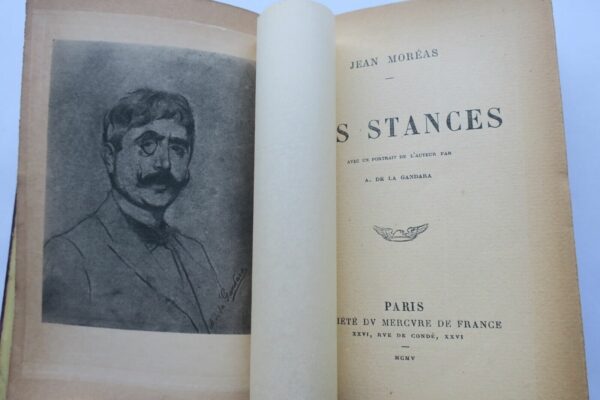 JEAN MORÉAS
S STANCES
AVEC UN PORTRAIT DE L'AUTEUR PAR
A. DE LA GANDARA
PARIS
IÉTÉ DV MERCVRE DE FRANCE
XXVI, RVE DE CONDÉ, XXVI
MCMV